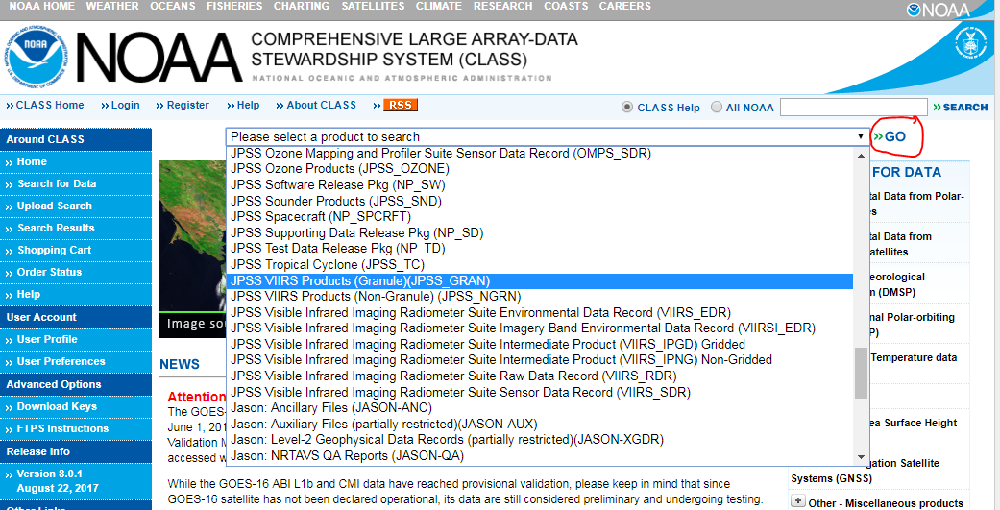 NOAA HOME WEATHER OCEANS FISHERIES CHARTING SATELLITES CLIMATE RESEARCH COASTS CAREERS
NOAA
NOAA
NOAA
COMPREHENSIVE LARGE ARRAY-DATA
STEWARDSHIP SYSTEM (CLASS)
NATIONAL OCEANIC AND ATMOSPHERIC ADMINISTRATION
» CLASS Home » Login » Register » Help » About CLASS » RSS
CLASS Help All NOAA » SEARCH
Around CLASS
» Home
» Search for Data
» Upload Search
» Search Results
» Shopping Cart
» Order Status
» Help
User Account
» User Profile
» User Preferences
Advanced Options
» Download Keys
» FTPS Instructions
Release Info
» Version 8.0.1
August 22, 2017
Other Links
Please select a product to search
» GO
JPSS Ozone Mapping and Profiler Suite Sensor Data Record (OMPS_SDR)
JPSS Ozone Products (JPSS_OZONE)
JPSS Software Release Pkg (NP_SW)
JPSS Sounder Products (JPSS_SND)
JPSS Spacecraft (NP_SPCRFT)
JPSS Supporting Data Release Pkg (NP_SD)
JPSS Test Data Release Pkg (NP_TD)
JPSS Tropical Cyclone (JPSS_TC)
JPSS VIIRS Products (Granule)(JPSS_GRAN)
JPSS VIIRS Products (Non-Granule) (JPSS_NGRN)
JPSS Visible Infrared Imaging Radiometer Suite Environmental Data Record (VIIRS_EDR)
JPSS Visible Infrared Imaging Radiometer Suite Imagery Band Environmental Data Record (VIIRSI_EDR)
JPSS Visible Infrared Imaging Radiometer Suite Intermediate Product (VIIRS_IPGD) Gridded
JPSS Visible Infrared Imaging Radiometer Suite Intermediate Product (VIIRS_IPNG) Non-Gridded
JPSS Visible Infrared Imaging Radiometer Suite Raw Data Record (VIIRS_RDR)
JPSS Visible Infrared Imaging Radiometer Suite Sensor Data Record (VIIRS_SDR)
Jason: Ancillary Files (JASON-ANC)
Jason: Auxiliary Files (partially restricted)(JASON-AUX)
Jason: Level-2 Geophysical Data Records (partially restricted)(JASON-XGDR)
Jason: NRTAVS QA Reports (JASON-QA)
Image sou
NEWS
Attention
The GOES-
June 1, 201
Validation M
accessed w
While the GOES-16 ABI L1b and CMI data have reached provisional validation, please keep in mind that since
GOES-16 satellite has not been declared operational, its data are still considered preliminary and undergoing testing.
FOR DATA
tal Data from Polar-
s
tal Data from
atellites
eorological
m (DMSP)
nal Polar-orbiting
P)
Temperature data
ea Surface Height
gation Satellite
Systems (GNSS)
Other - Miscellaneous products